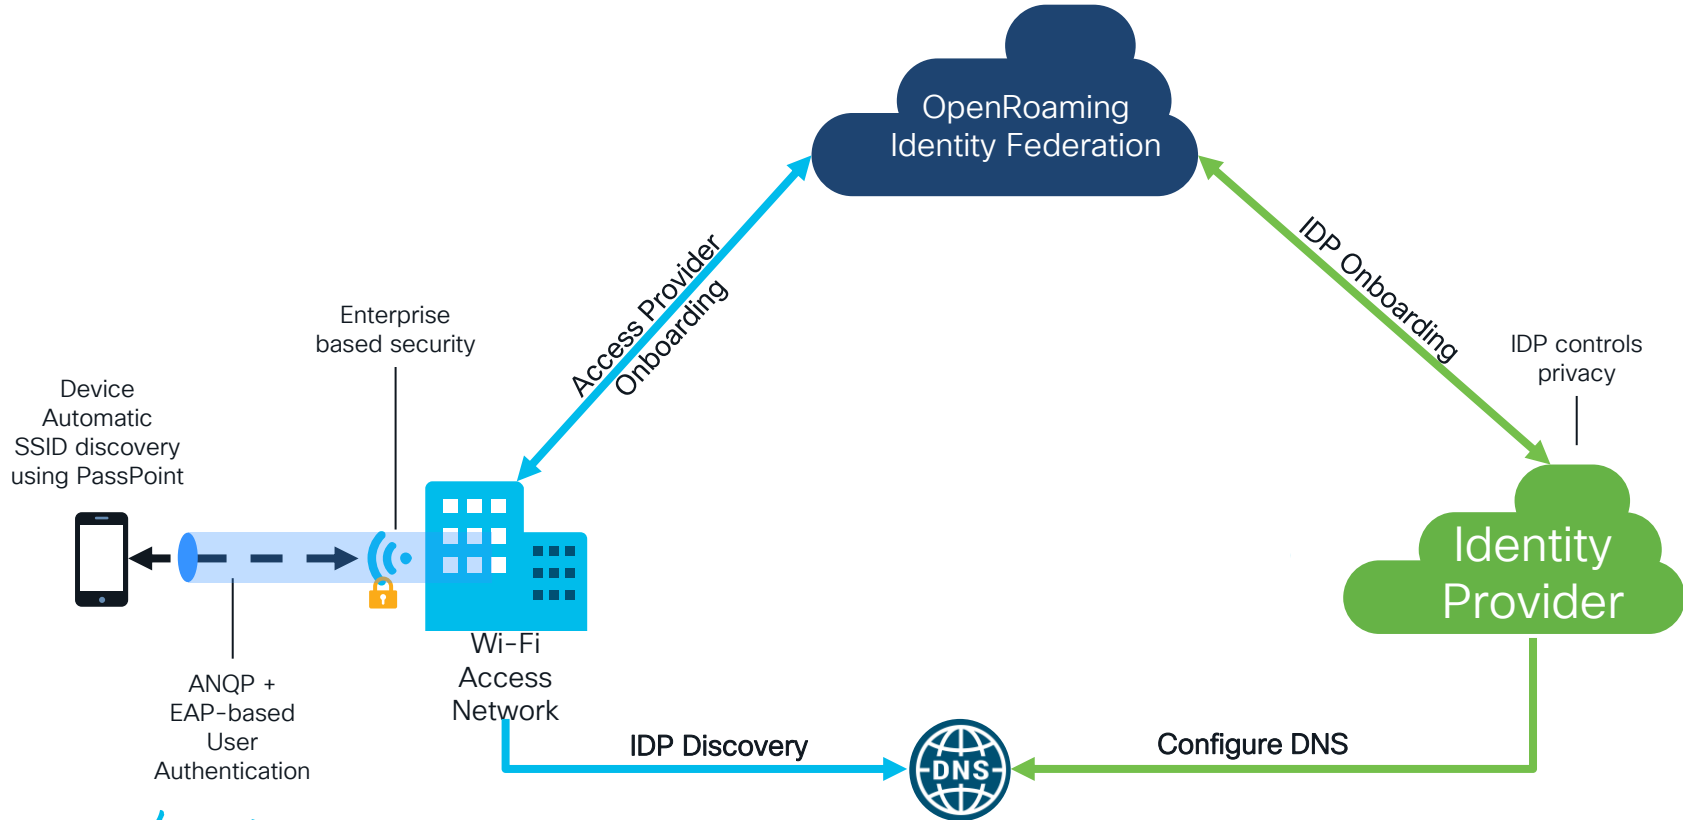 OpenRoaming
Identity Federation
Access Provider
Onboarding
IDP Onboarding
Enterprise
based security
IDP controls
privacy
Device
Automatic
SSID discovery
using PassPoint
Identity
Provider
Wi-Fi
Access
Network
ANQP +
EAP-based
User
Authentication
IDP Discovery
DNS
Configure DNS